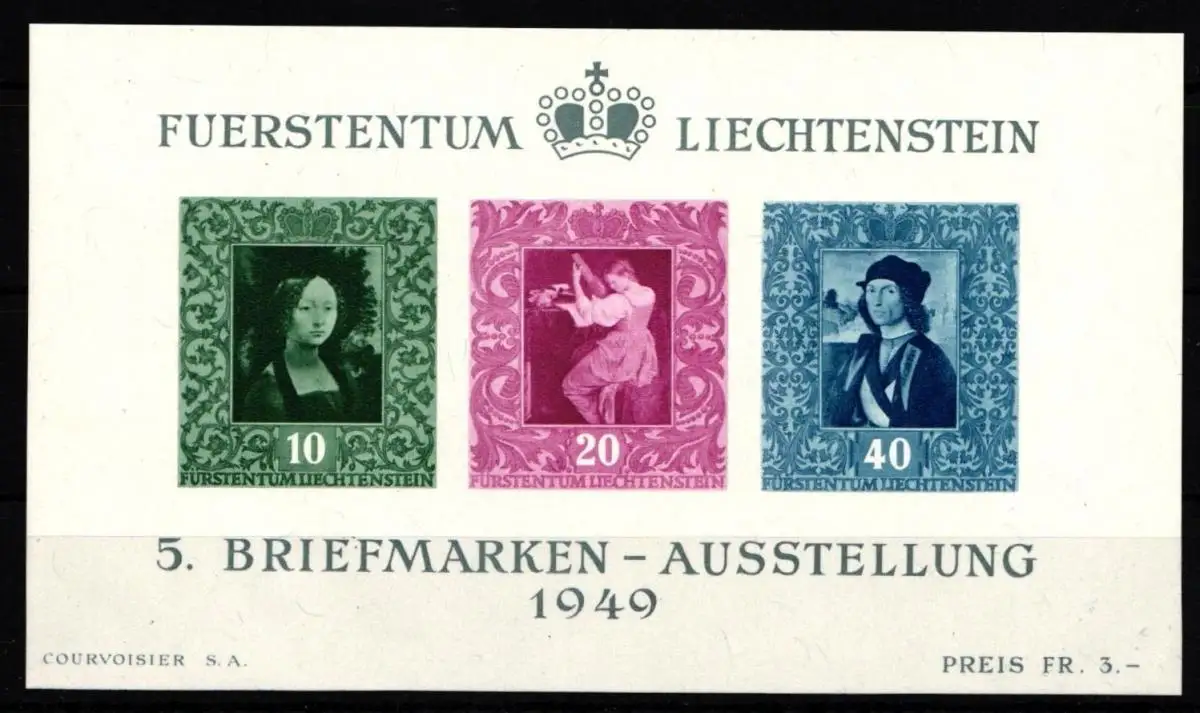 FUERSTENTUM LIECHTENSTEIN
10
FÜRSTENTUM LIECHTENSTEIN
20
FÜRSTENTUM LIECHTENSTEIN
40
FÜRSTENTUM LIECHTENSTEIN
5. BRIEFMARKEN – AUSSTELLUNG
1949
COURVOISIER S.A.
PREIS FR. 3.–